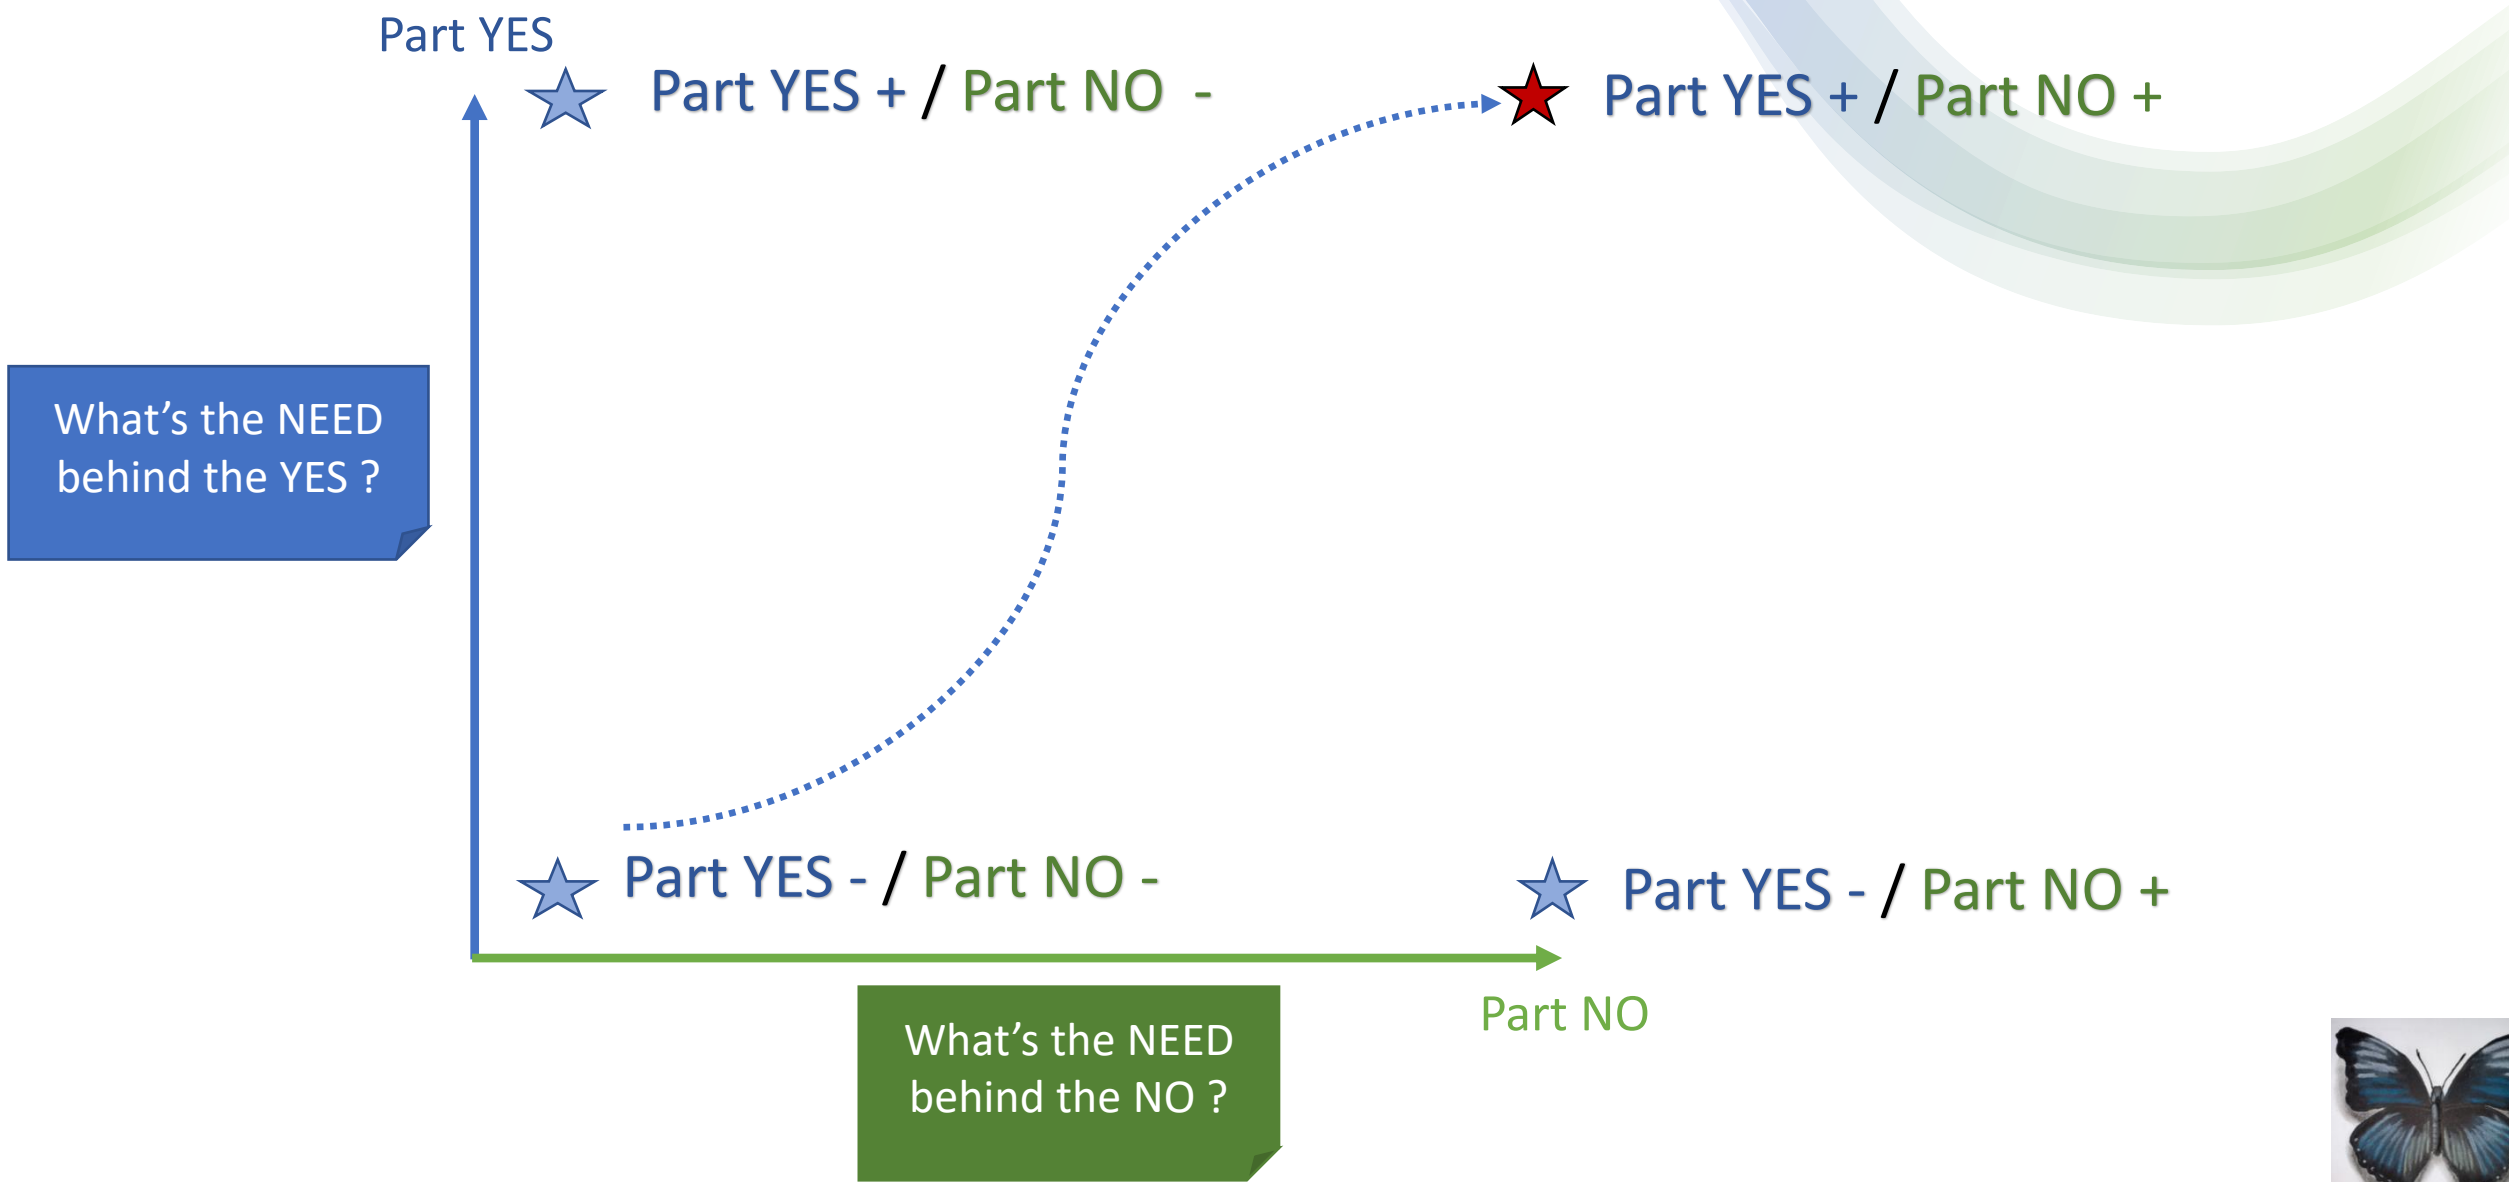 Part YES
Part YES + / Part NO -
Part YES + / Part NO +
What’s the NEED
behind the YES ?
Part YES - / Part NO -
Part YES - / Part NO +
Part NO
What’s the NEED
behind the NO ?